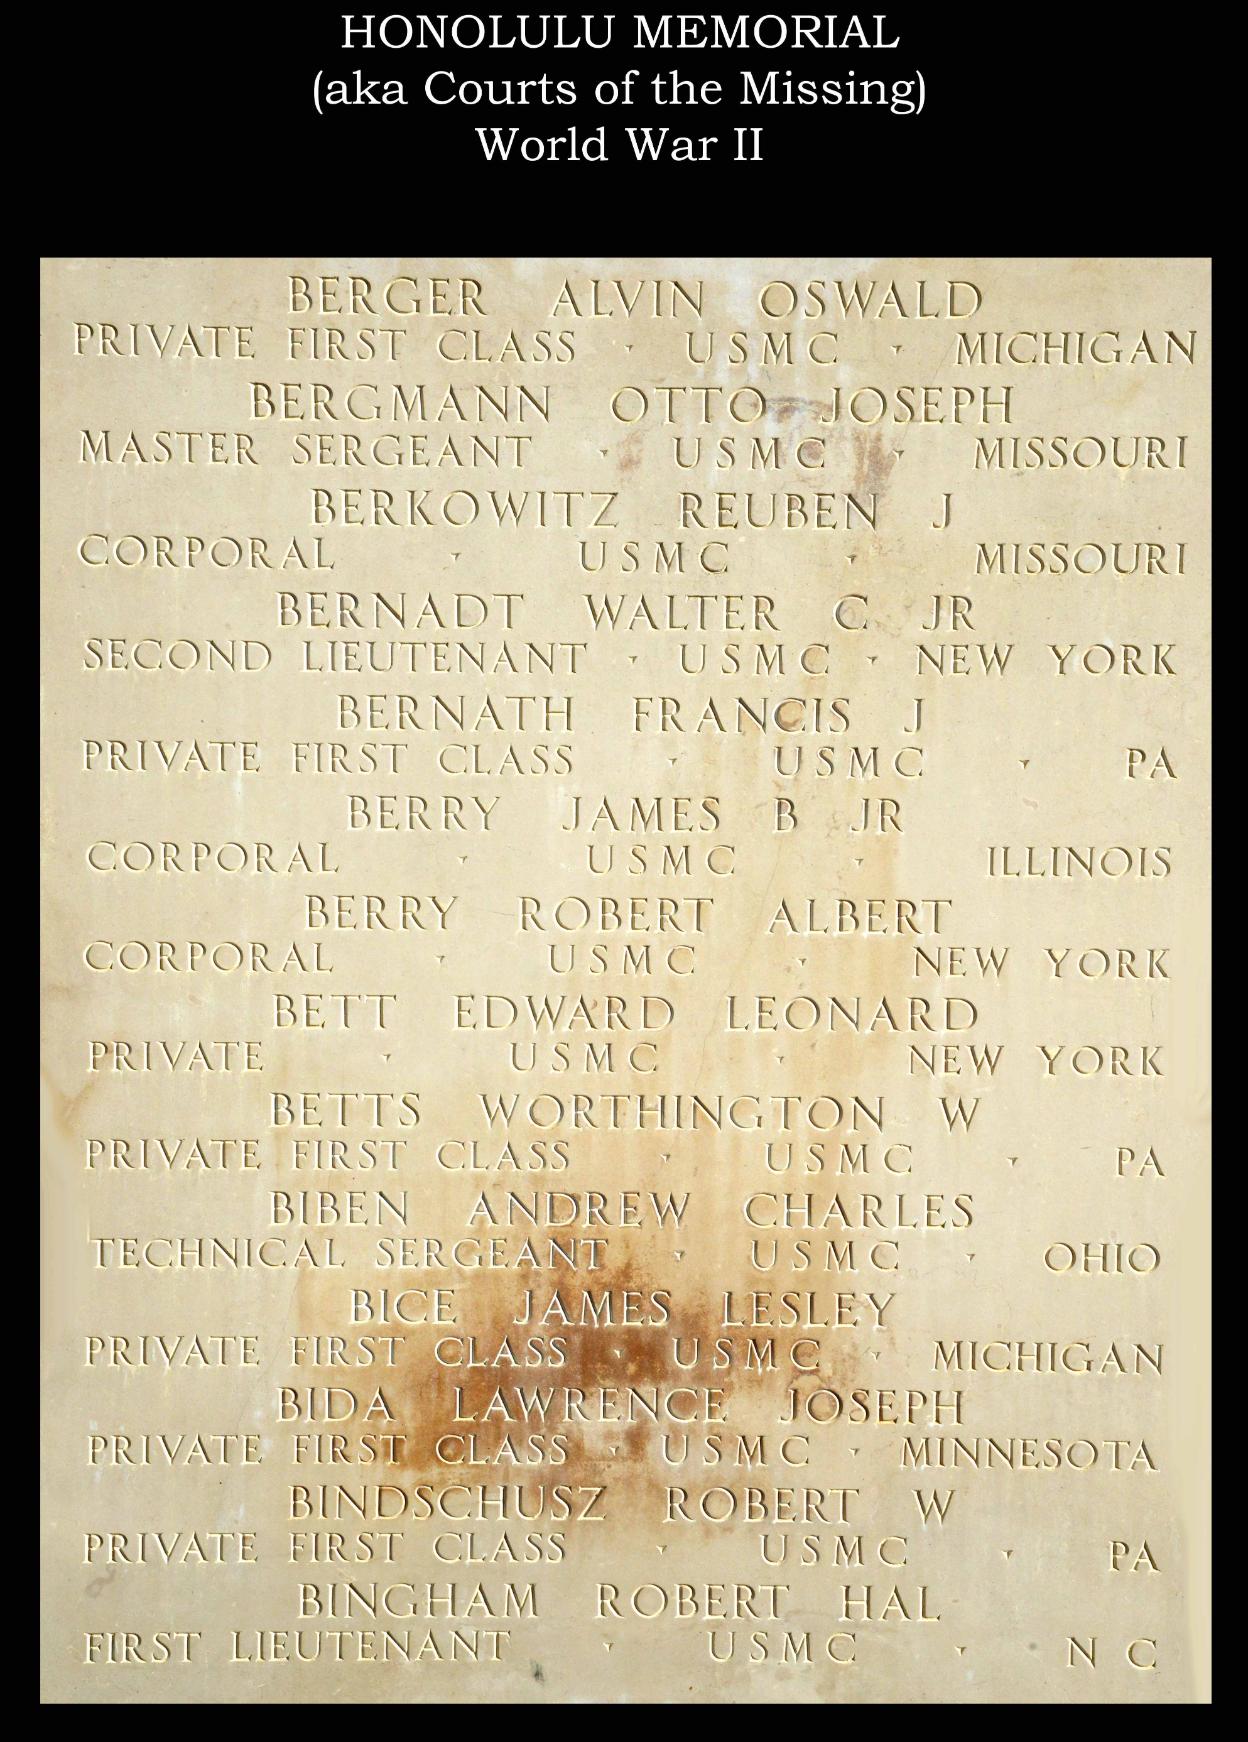 HONOLULU MEMORIAL
(aka Courts of the Missing)
World War II
BERGER ALVIN OSWALD
PRIVATE FIRST CLASS · USMC · MICHIGAN
BERGMANN OTTO JOSEPH
MASTER SERGEANT · USMC · MISSOURI
BERKOWITZ REUBEN J
CORPORAL · USMC · MISSOURI
BERNADT WALTER C JR
SECOND LIEUTENANT · USMC · NEW YORK
BERNATH FRANCIS J
PRIVATE FIRST CLASS · USMC · PA
BERRY JAMES B JR
CORPORAL · USMC · ILLINOIS
BERRY ROBERT ALBERT
CORPORAL · USMC · NEW YORK
BETT EDWARD LEONARD
PRIVATE · USMC · NEW YORK
BETTS WORTHINGTON W
PRIVATE FIRST CLASS · USMC · PA
BIBEN ANDREW CHARLES
TECHNICAL SERGEANT · USMC · OHIO
BICE JAMES LESLEY
PRIVATE FIRST CLASS · USMC · MICHIGAN
BIDA LAWRENCE JOSEPH
PRIVATE FIRST CLASS · USMC · MINNESOTA
BINDSCHUSZ ROBERT W
PRIVATE FIRST CLASS · USMC · PA
BINGHAM ROBERT HAL
FIRST LIEUTENANT · USMC · N C